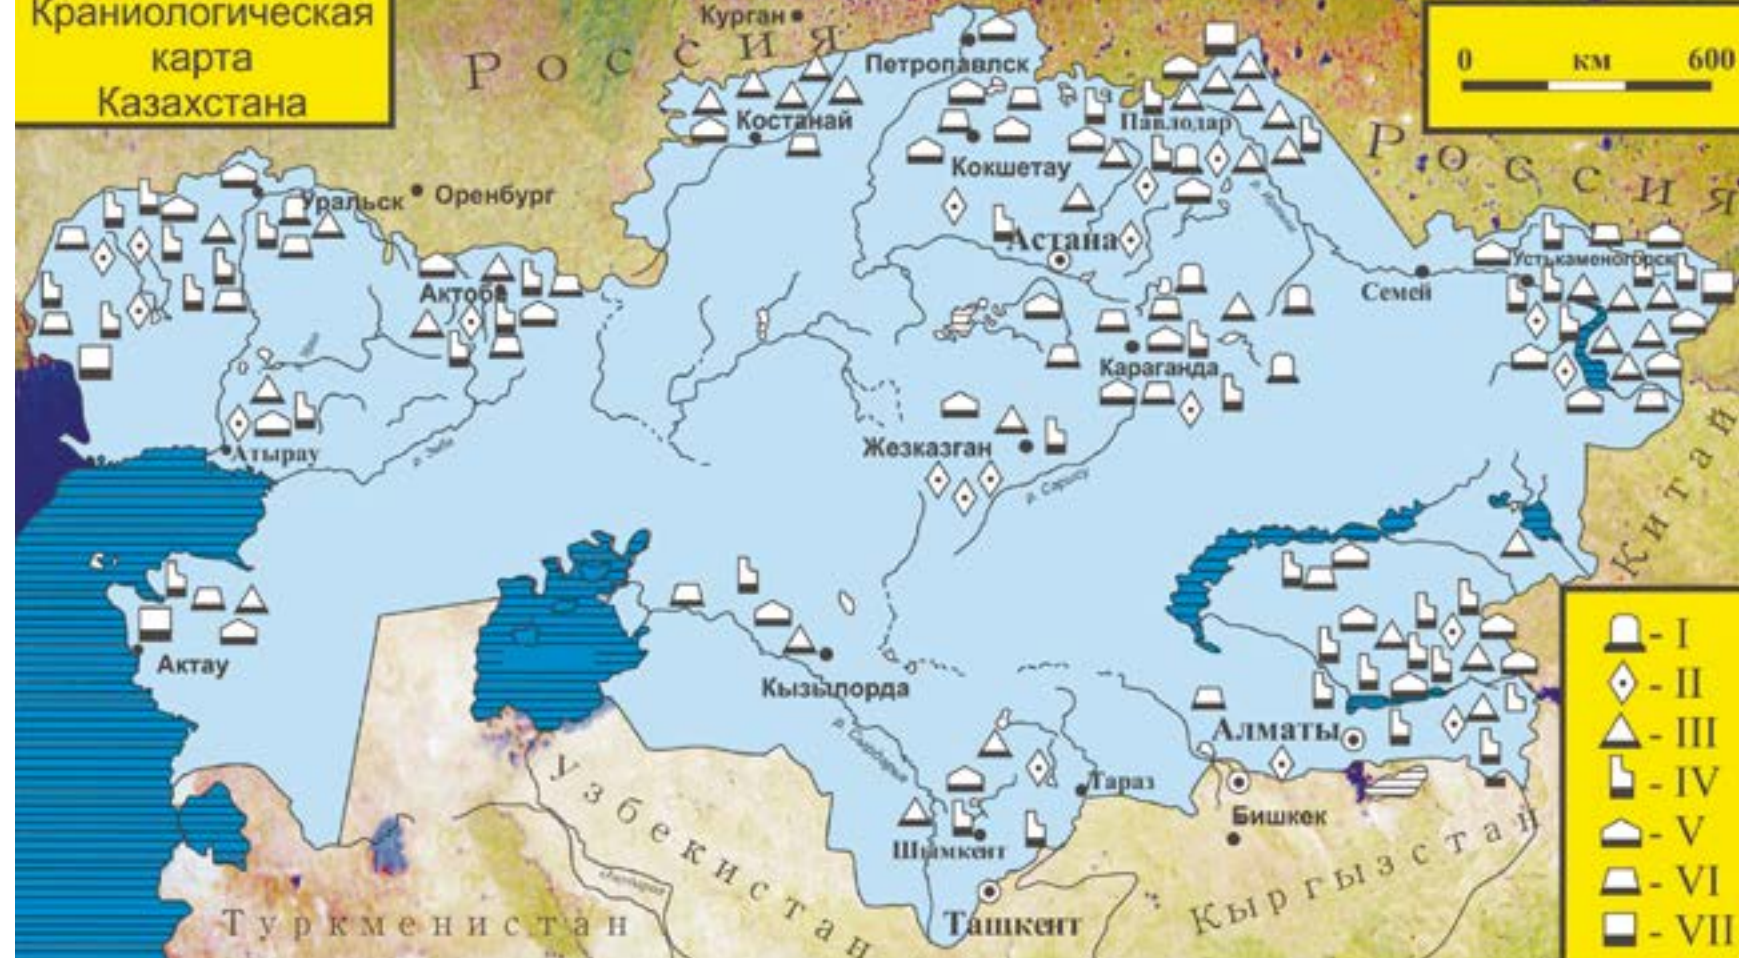 Краниологическая
карта
Казахстана
Курган
Россия
0 км 600
Петропавлск
Костанай
Павлодар
Кокшетау
Россия
Уральск
Оренбург
Астана
Устькаменогорск
Семей
Актобе
Караганда
Жезказган
Атырау
р. Эмба
р. Сарысу
Китай
Актау
Кызылорда
р. Сырдарья
Алматы
Тараз
Бишкек
Шымкент
Ташкент
Узбекистан
Туркменистан
Кыргызстан
- I
- II
- III
- IV
- V
- VI
- VII